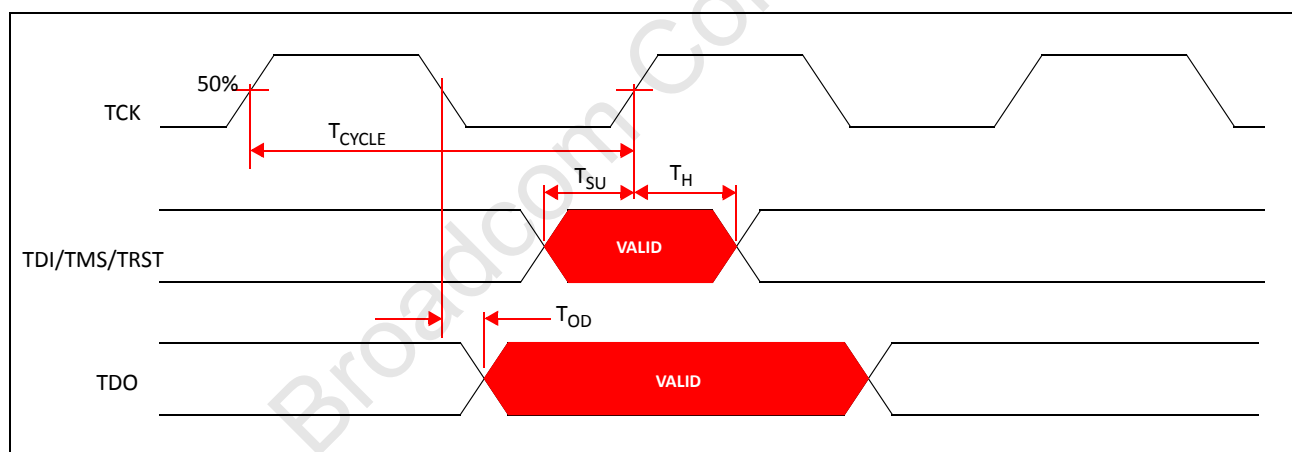 50%
TCK
TCYCLE
TSU
TH
TDI/TMS/TRST
VALID
TOD
TDO
VALID
Broadcom Co